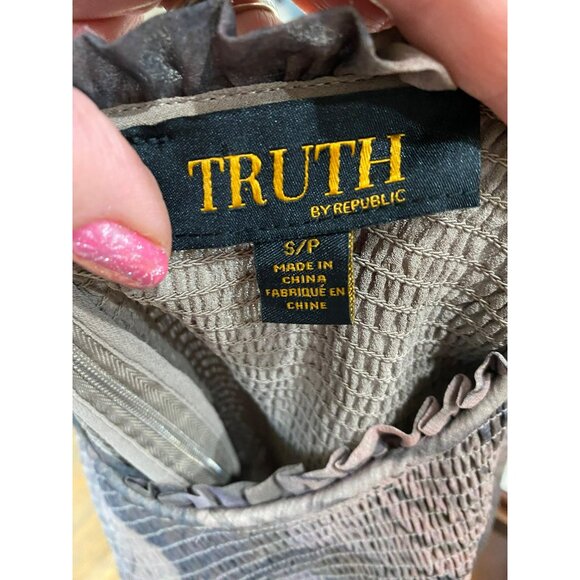 TRUTH
BY REPUBLIC
S/P
MADE IN
CHINA
FABRIQUÉ EN
CHINE